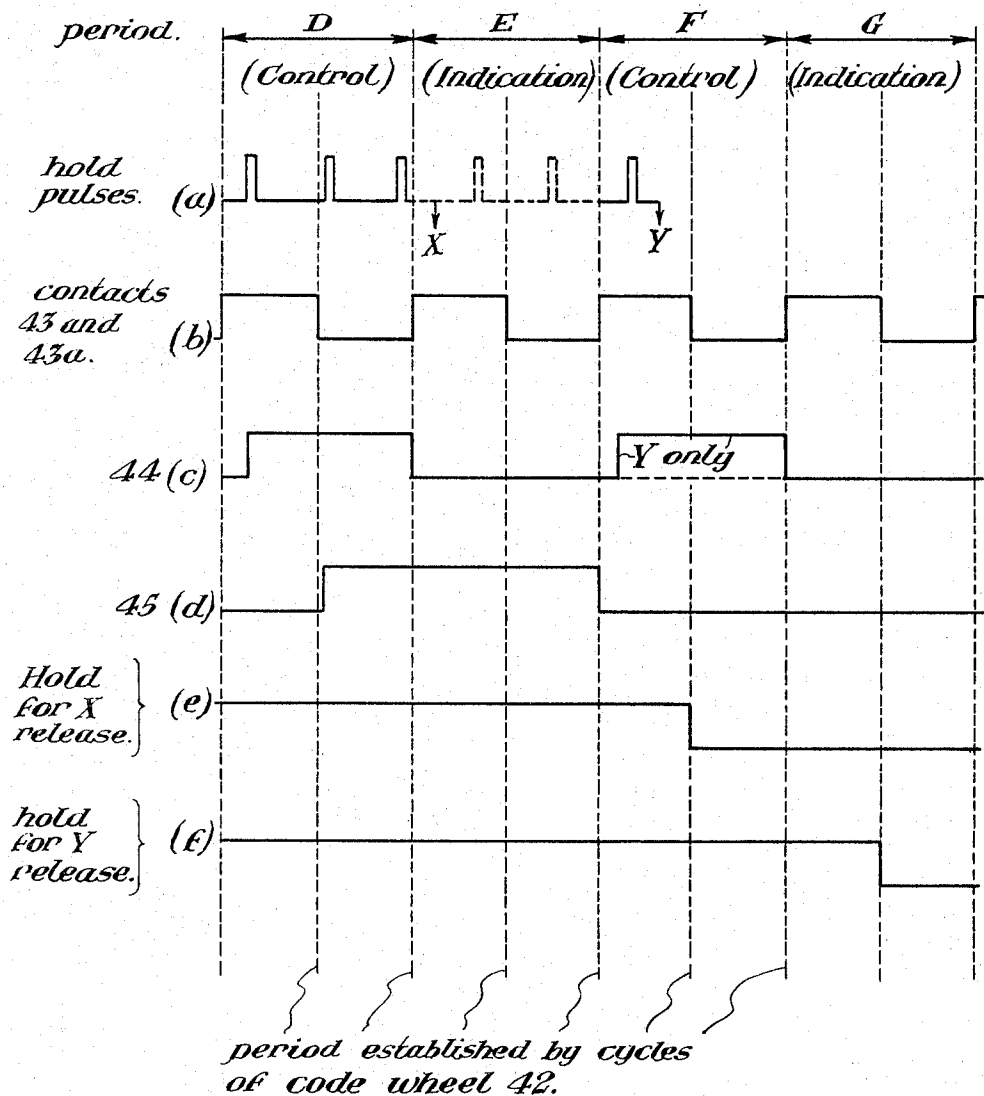 period.
D E F G
(Control) (Indication) (Control) (Indication)
hold
pulses. (a)
X Y
contacts
43 and
43a. (b)
44 (c)
Y only
45 (d)
Hold
for X
release. (e)
hold
for Y
release. (f)
period established by cycles
of code wheel 42.